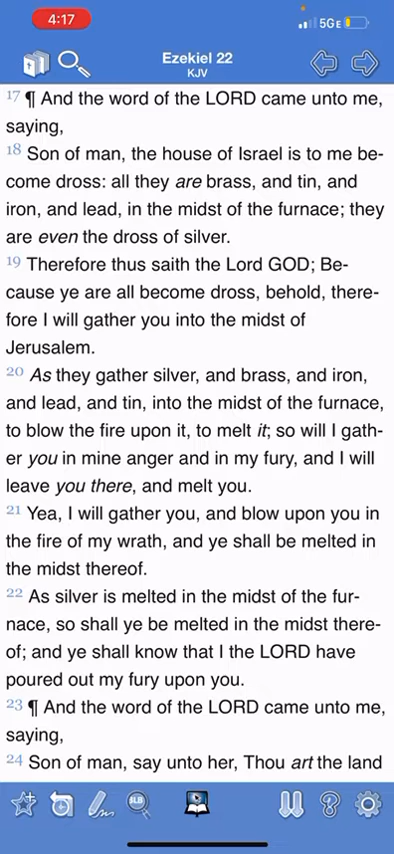 4:17
5GE
Ezekiel 22
KJV
17 ¶ And the word of the LORD came unto me,
saying,
18 Son of man, the house of Israel is to me be-
come dross: all they are brass, and tin, and
iron, and lead, in the midst of the furnace; they
are even the dross of silver.
19 Therefore thus saith the Lord GOD; Be-
cause ye are all become dross, behold, there-
fore I will gather you into the midst of
Jerusalem.
20 As they gather silver, and brass, and iron,
and lead, and tin, into the midst of the furnace,
to blow the fire upon it, to melt it; so will I gath-
er you in mine anger and in my fury, and I will
leave you there, and melt you.
21 Yea, I will gather you, and blow upon you in
the fire of my wrath, and ye shall be melted in
the midst thereof.
22 As silver is melted in the midst of the fur-
nace, so shall ye be melted in the midst there-
of; and ye shall know that I the LORD have
poured out my fury upon you.
23 ¶ And the word of the LORD came unto me,
saying,
24 Son of man, say unto her, Thou art the land
SLB